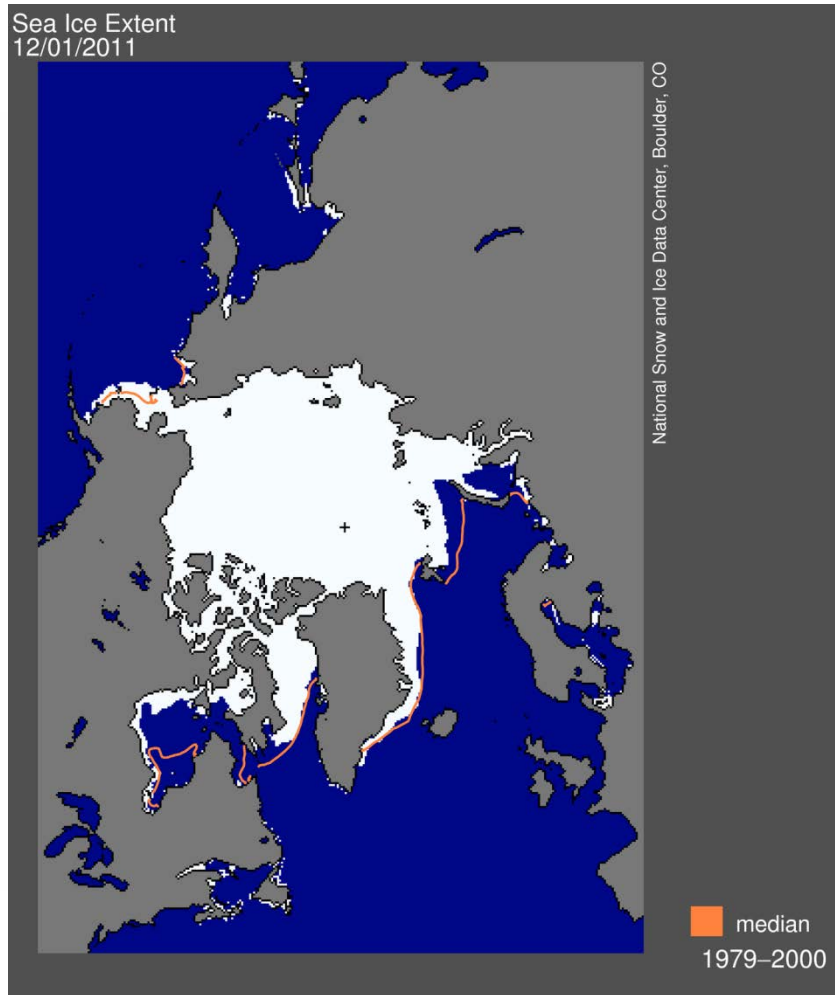 Sea Ice Extent
12/01/2011
National Snow and Ice Data Center, Boulder, CO
median
1979–2000